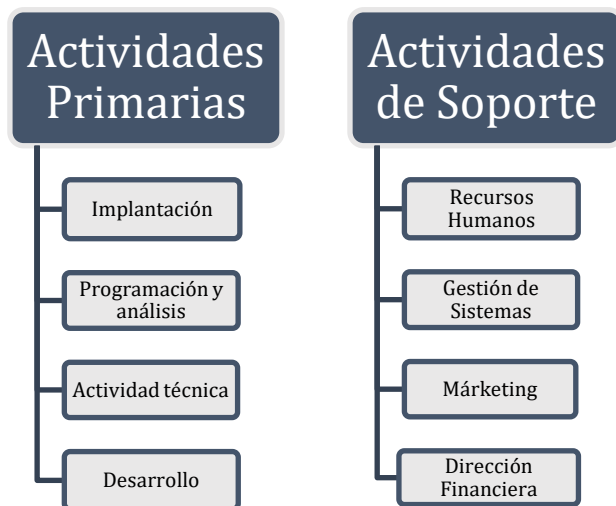 Actividades
Primarias
Implantación
Programación y
análisis
Actividad técnica
Desarrollo
Actividades
de Soporte
Recursos
Humanos
Gestión de
Sistemas
Márketing
Dirección
Financiera